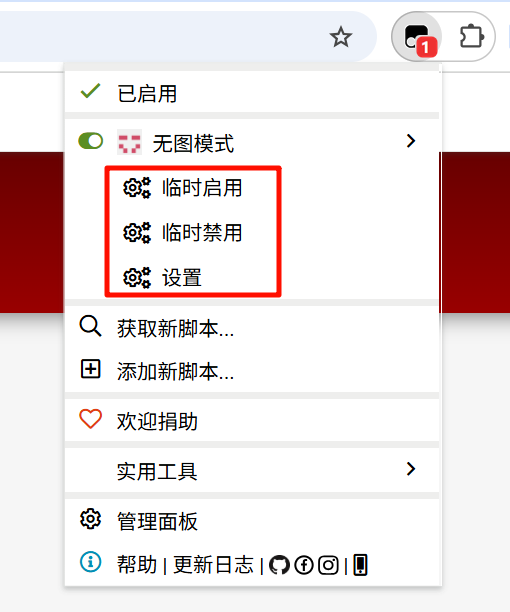 1
已启用
无图模式
临时启用
临时禁用
设置
获取新脚本...
添加新脚本...
欢迎捐助
实用工具
管理面板
帮助 | 更新日志 | |